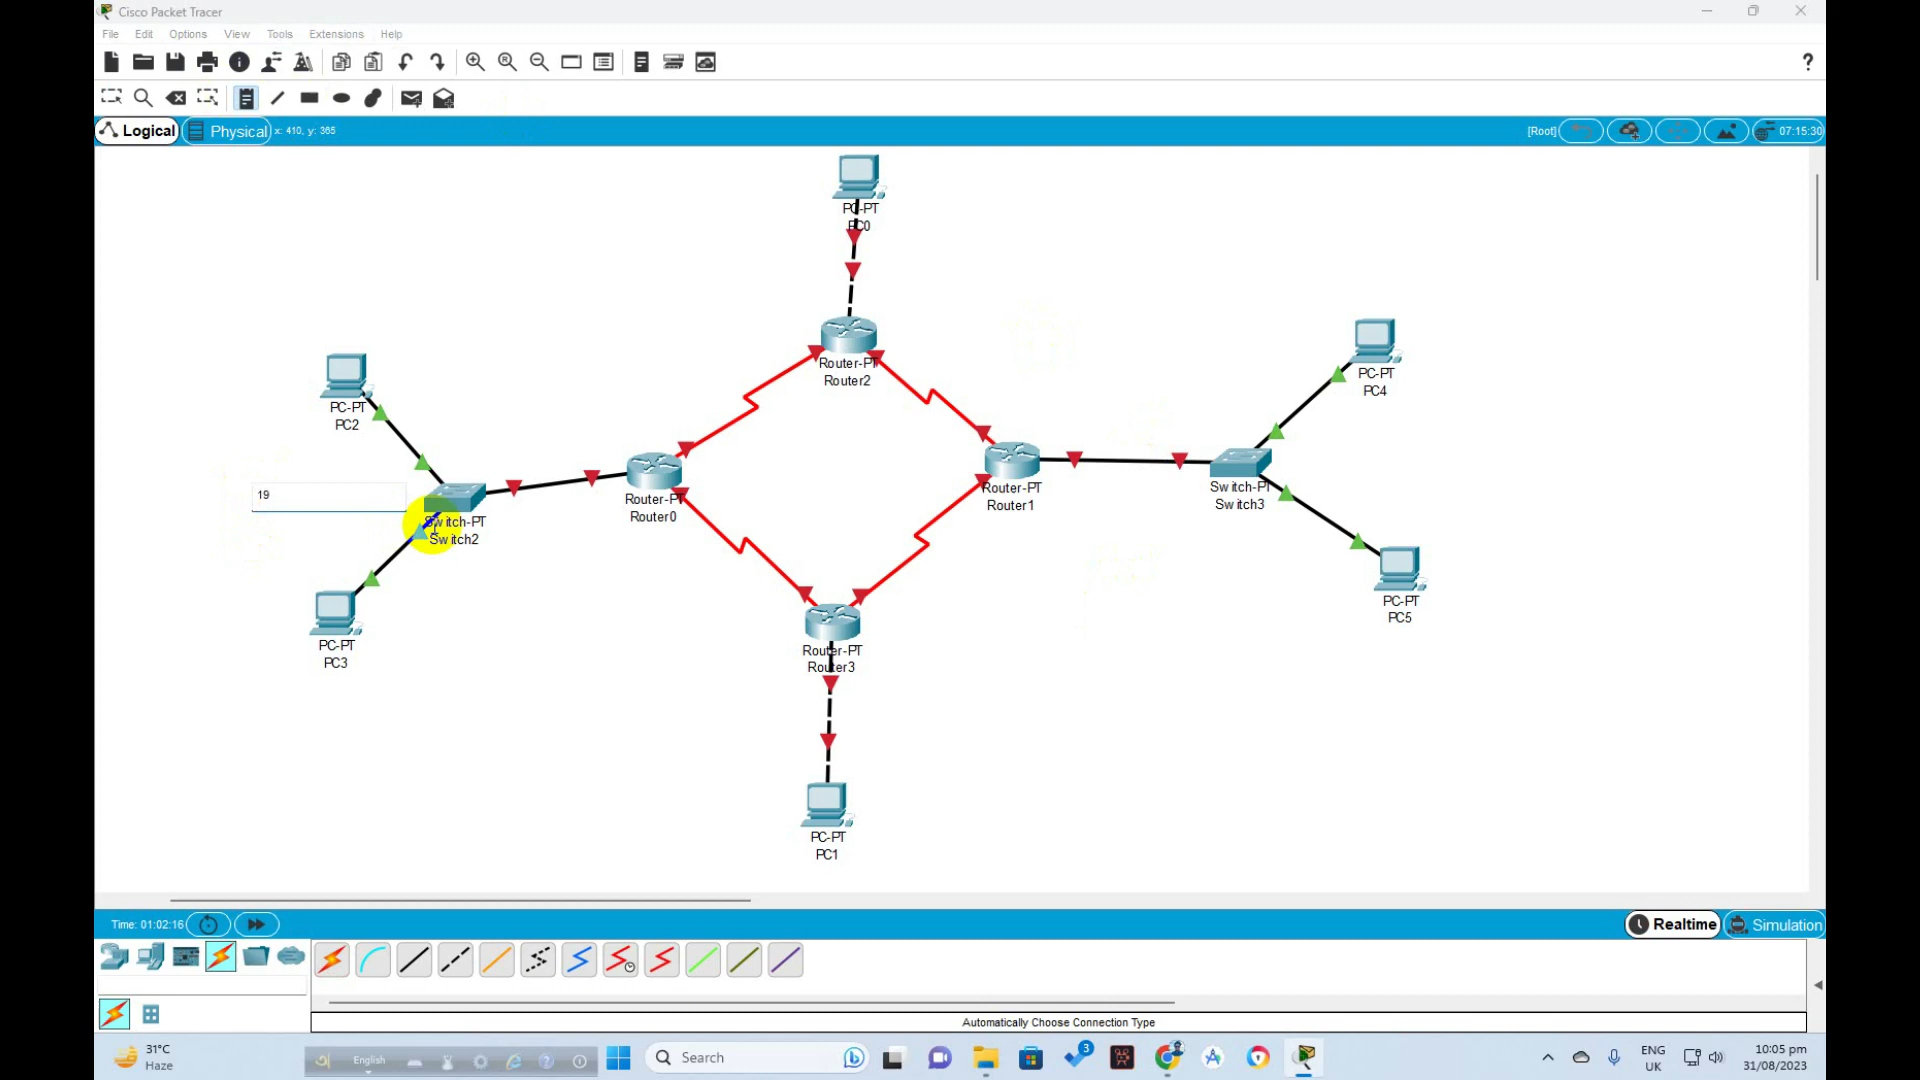 Cisco Packet Tracer
File Edit Options View Tools Extensions Help
?
Logical Physical x: 410, y: 365 [Root] 07:15:30
PC-PT
PC0
Router-PT
Router2
PC-PT
PC2
PC-PT
PC4
19
Switch-PT
Switch2
Router-PT
Router0
Router-PT
Router1
Switch-PT
Switch3
PC-PT
PC3
Router-PT
Router3
PC-PT
PC5
PC-PT
PC1
Time: 01:02:16 Realtime Simulation
Automatically Choose Connection Type
31°C
Haze
English
Search
3
ENG
UK
10:05 pm
31/08/2023